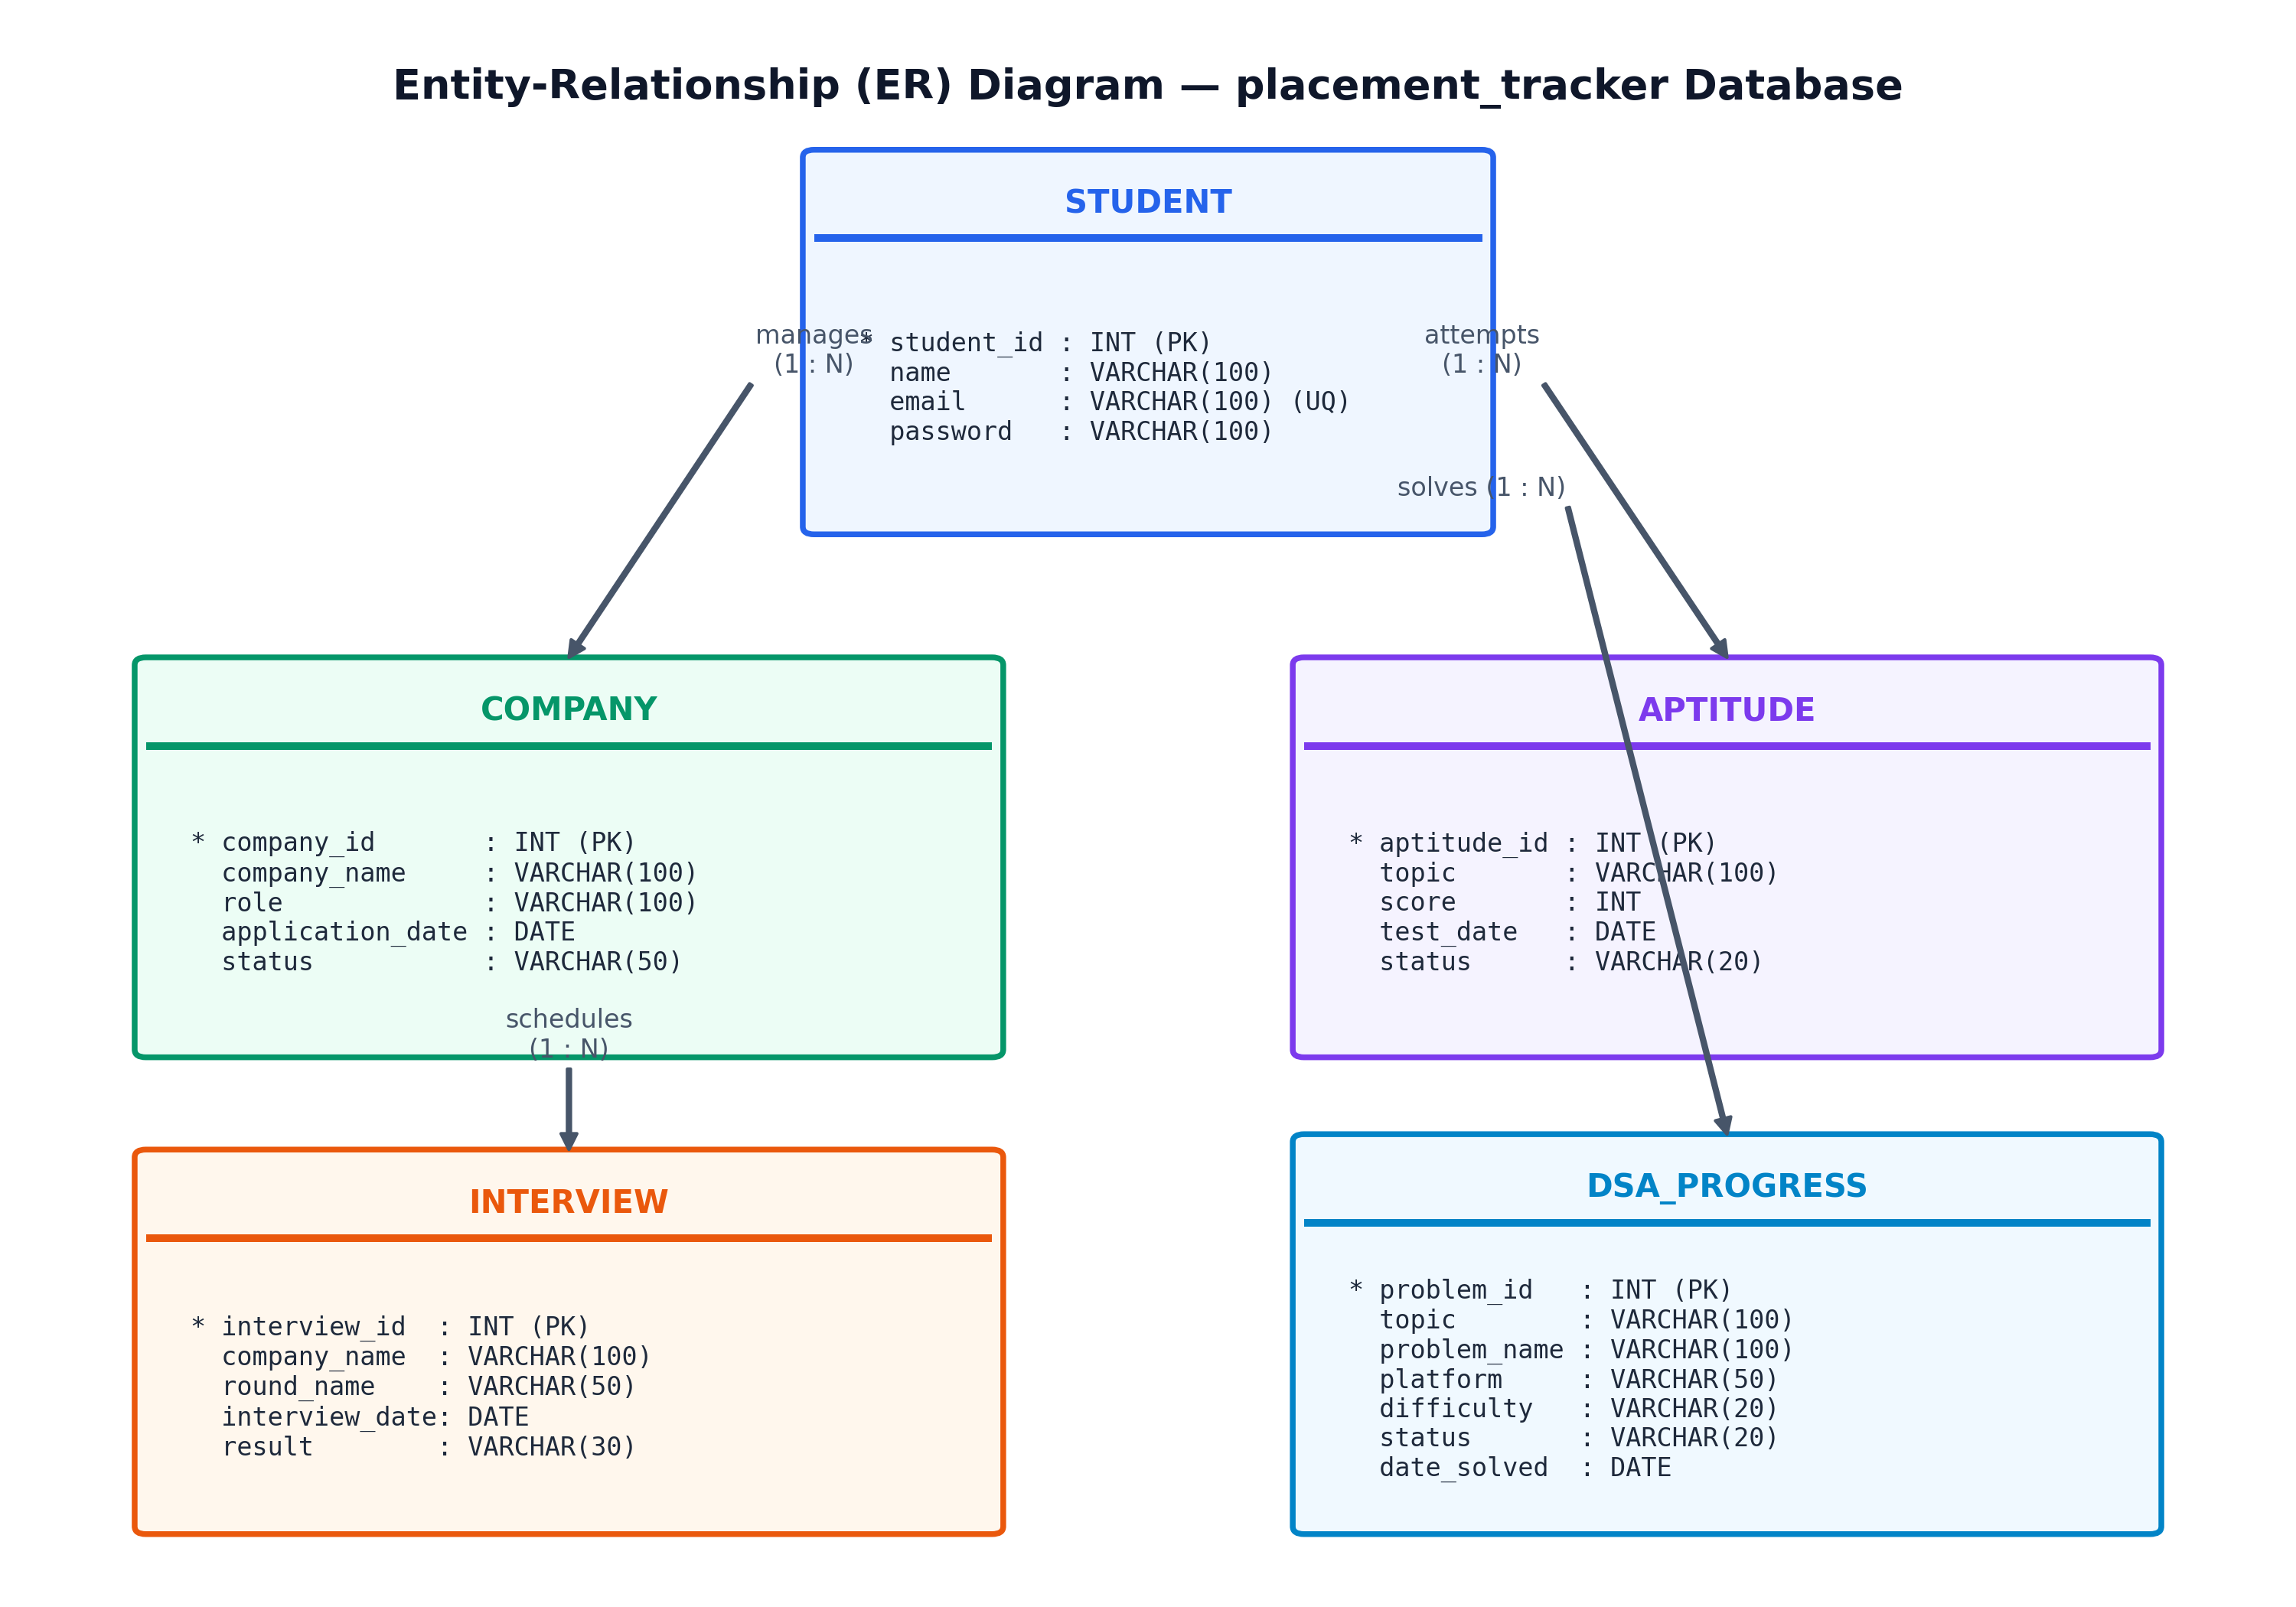 Entity-Relationship (ER) Diagram — placement_tracker Database
STUDENT
manages
(1 : N)
* student_id : INT (PK)
name : VARCHAR(100)
email : VARCHAR(100) (UQ)
password : VARCHAR(100)
attempts
(1 : N)
solves (1 : N)
COMPANY
* company_id : INT (PK)
company_name : VARCHAR(100)
role : VARCHAR(100)
application_date : DATE
status : VARCHAR(50)
schedules
(1 : N)
APTITUDE
* aptitude_id : INT (PK)
topic : VARCHAR(100)
score : INT
test_date : DATE
status : VARCHAR(20)
INTERVIEW
* interview_id : INT (PK)
company_name : VARCHAR(100)
round_name : VARCHAR(50)
interview_date: DATE
result : VARCHAR(30)
DSA_PROGRESS
* problem_id : INT (PK)
topic : VARCHAR(100)
problem_name : VARCHAR(100)
platform : VARCHAR(50)
difficulty : VARCHAR(20)
status : VARCHAR(20)
date_solved : DATE